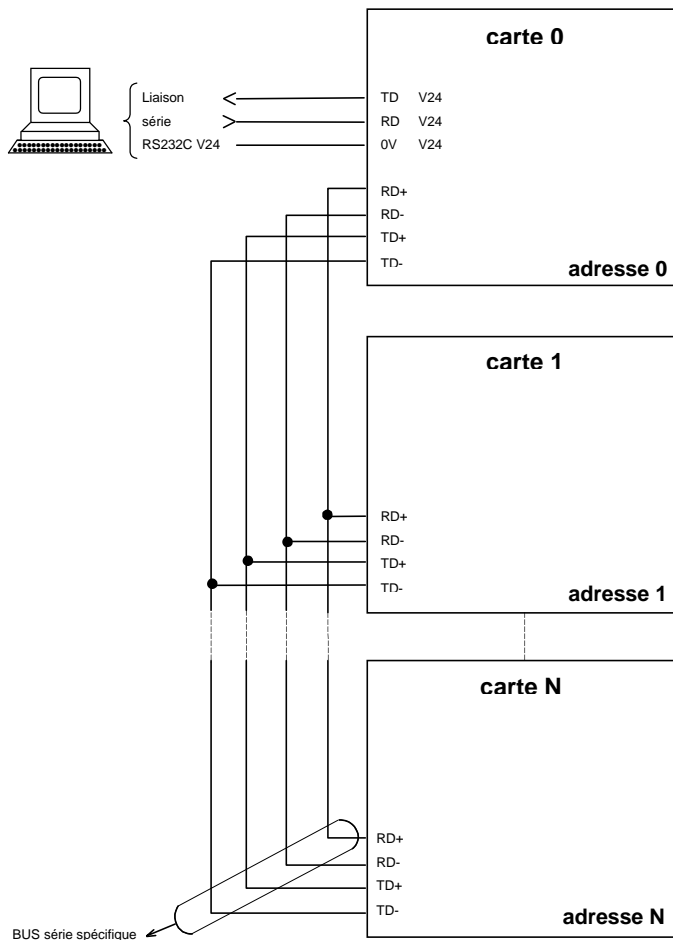 carte 0
Liaison
série
RS232C V24
TD V24
RD V24
0V V24
RD+
RD-
TD+
TD-
adresse 0
carte 1
RD+
RD-
TD+
TD-
adresse 1
carte N
RD+
RD-
TD+
TD-
adresse N
BUS série spécifique